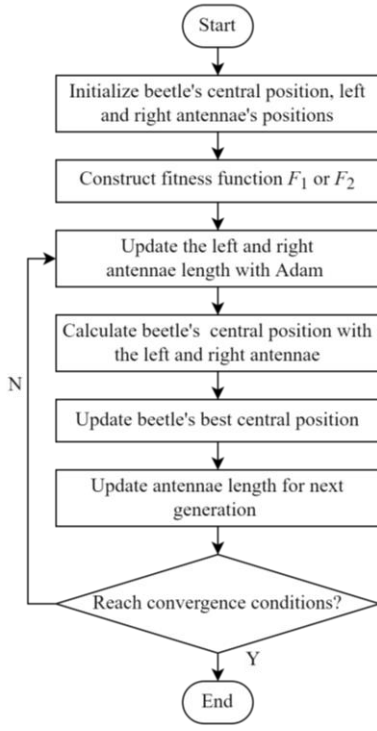 Start
Initialize beetle's central position, left
and right antennae's positions
Construct fitness function F1 or F2
Update the left and right
antennae length with Adam
Calculate beetle's central position with
the left and right antennae
N
Update beetle's best central position
Update antennae length for next
generation
Reach convergence conditions?
Y
End